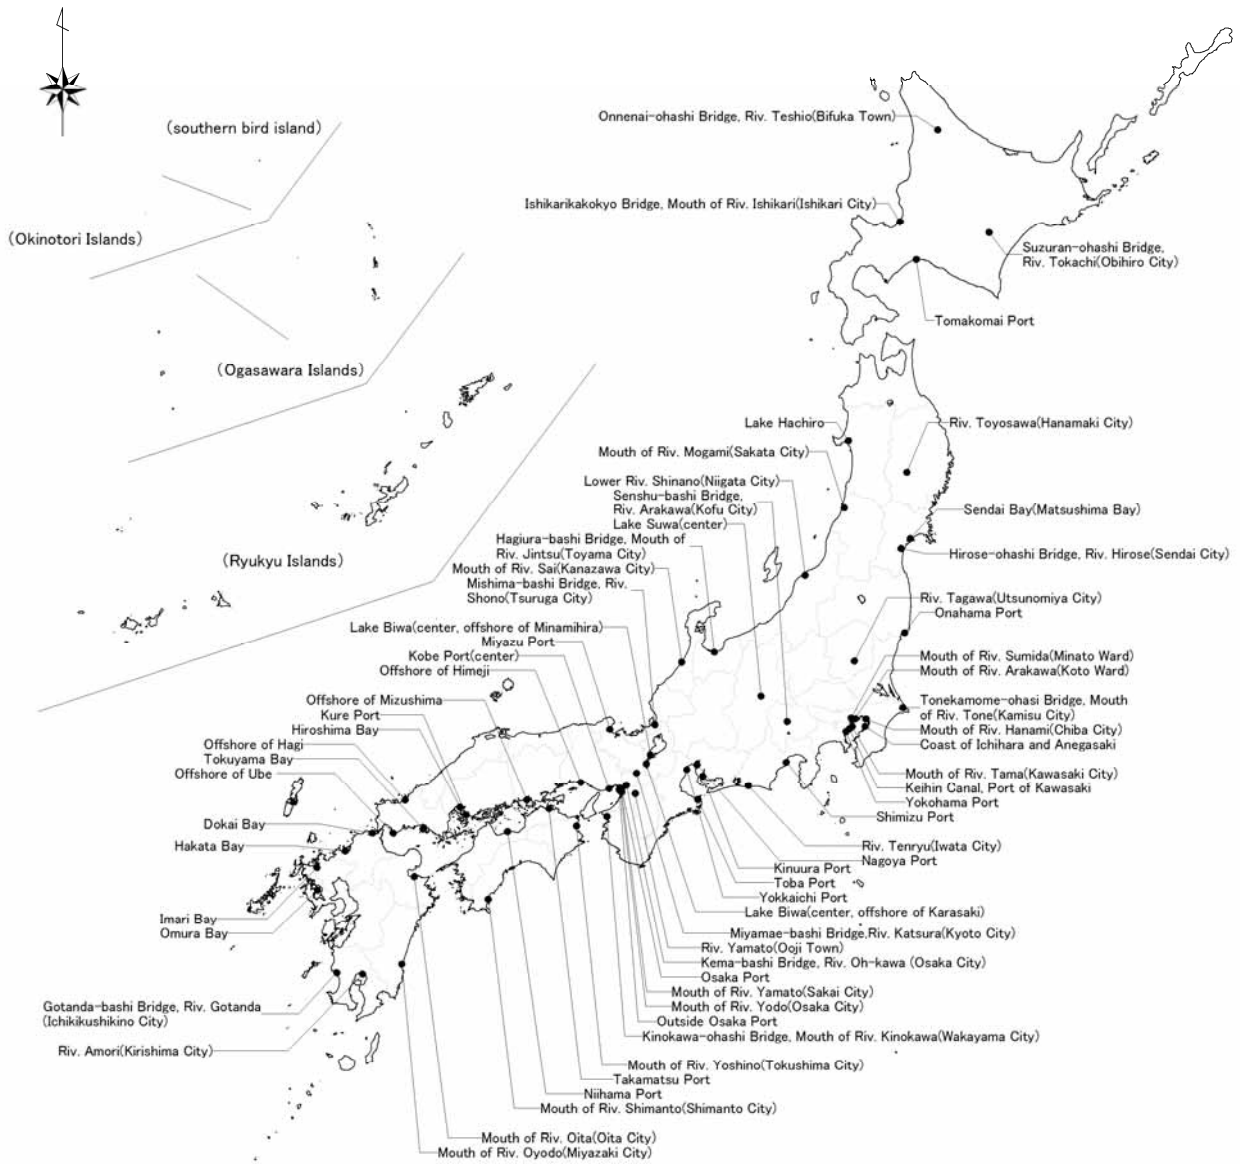 Onnenai-ohashi Bridge, Riv. Teshio(Bifuka Town)
(southern bird island)
Ishikarikakokyo Bridge, Mouth of Riv. Ishikari(Ishikari City)
(Okinotori Islands)
Suzuran-ohashi Bridge,
Riv. Tokachi(Obihiro City)
Tomakomai Port
(Ogasawara Islands)
Lake Hachiro
Riv. Toyosawa(Hanamaki City)
Mouth of Riv. Mogami(Sakata City)
Lower Riv. Shinano(Niigata City)
Senshu-bashi Bridge,
Riv. Arakawa(Kofu City)
Lake Suwa(center)
Sendai Bay(Matsushima Bay)
Hagiura-bashi Bridge, Mouth of
Riv. Jintsu(Toyama City)
Hirose-ohashi Bridge, Riv. Hirose(Sendai City)
(Ryukyu Islands)
Mouth of Riv. Sai(Kanazawa City)
Mishima-bashi Bridge, Riv.
Shono(Tsuruga City)
Riv. Tagawa(Utsunomiya City)
Onahama Port
Lake Biwa(center, offshore of Minamihira)
Miyazu Port
Kobe Port(center)
Offshore of Himeji
Mouth of Riv. Sumida(Minato Ward)
Mouth of Riv. Arakawa(Koto Ward)
Offshore of Mizushima
Kure Port
Hiroshima Bay
Tonekamome-ohasi Bridge, Mouth
of Riv. Tone(Kamisu City)
Mouth of Riv. Hanami(Chiba City)
Coast of Ichihara and Anegasaki
Offshore of Hagi
Tokuyama Bay
Offshore of Ube
Mouth of Riv. Tama(Kawasaki City)
Keihin Canal, Port of Kawasaki
Yokohama Port
Shimizu Port
Dokai Bay
Hakata Bay
Riv. Tenryu(Iwata City)
Nagoya Port
Kinuura Port
Toba Port
Yokkaichi Port
Lake Biwa(center, offshore of Karasaki)
Imari Bay
Omura Bay
Miyamae-bashi Bridge,Riv. Katsura(Kyoto City)
Riv. Yamato(Ooji Town)
Kema-bashi Bridge, Riv. Oh-kawa (Osaka City)
Osaka Port
Mouth of Riv. Yamato(Sakai City)
Mouth of Riv. Yodo(Osaka City)
Outside Osaka Port
Kinokawa-ohashi Bridge, Mouth of Riv. Kinokawa(Wakayama City)
Gotanda-bashi Bridge, Riv. Gotanda
(Ichikikushikino City)
Riv. Amori(Kirishima City)
Mouth of Riv. Yoshino(Tokushima City)
Takamatsu Port
Niihama Port
Mouth of Riv. Shimanto(Shimanto City)
Mouth of Riv. Oita(Oita City)
Mouth of Riv. Oyodo(Miyazaki City)